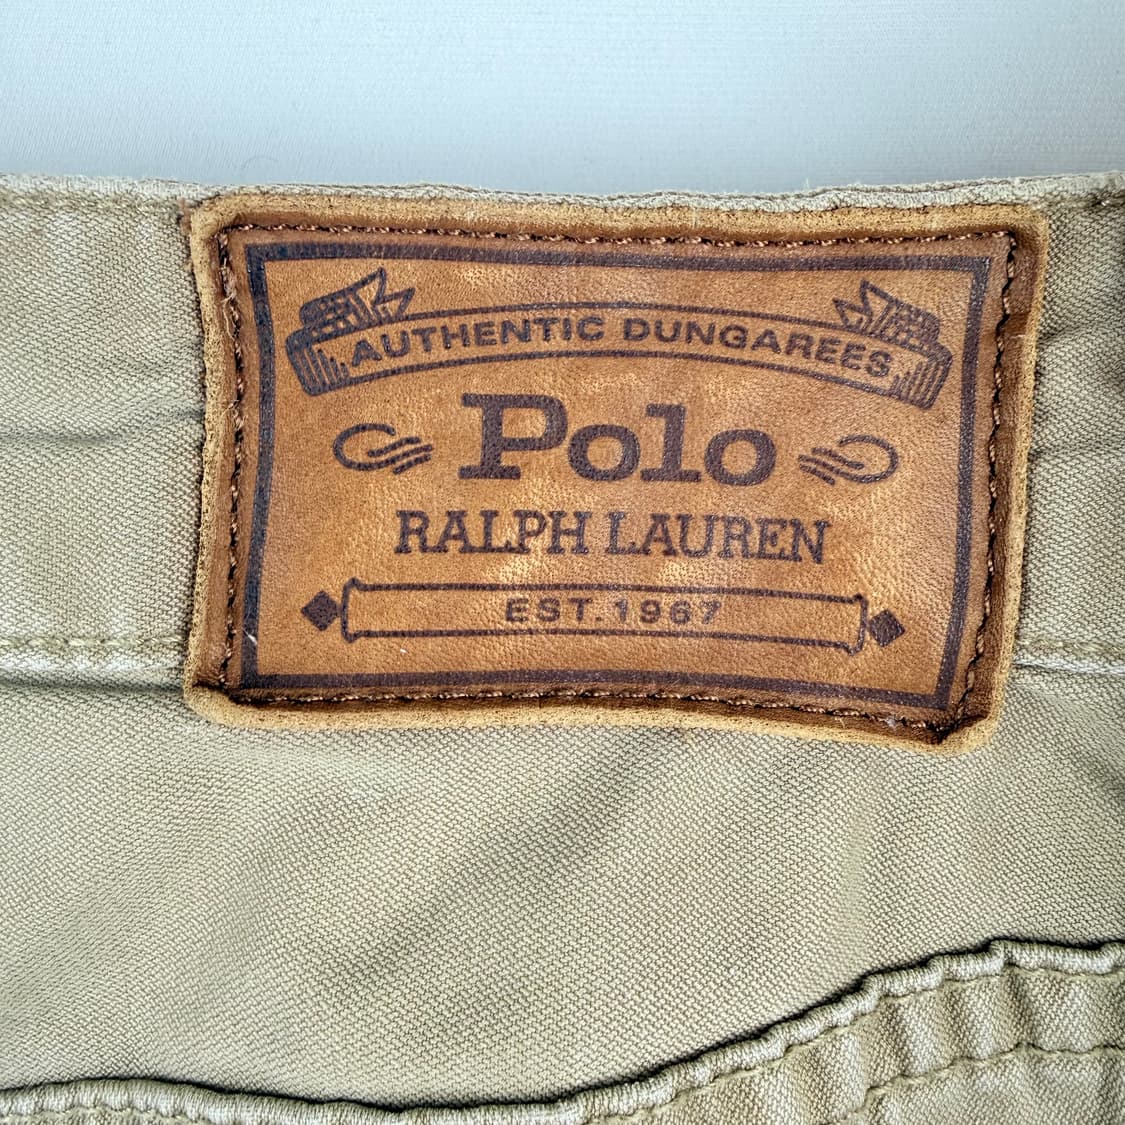 AUTHENTIC DUNGAREES
Polo
RALPH LAUREN
EST. 1967